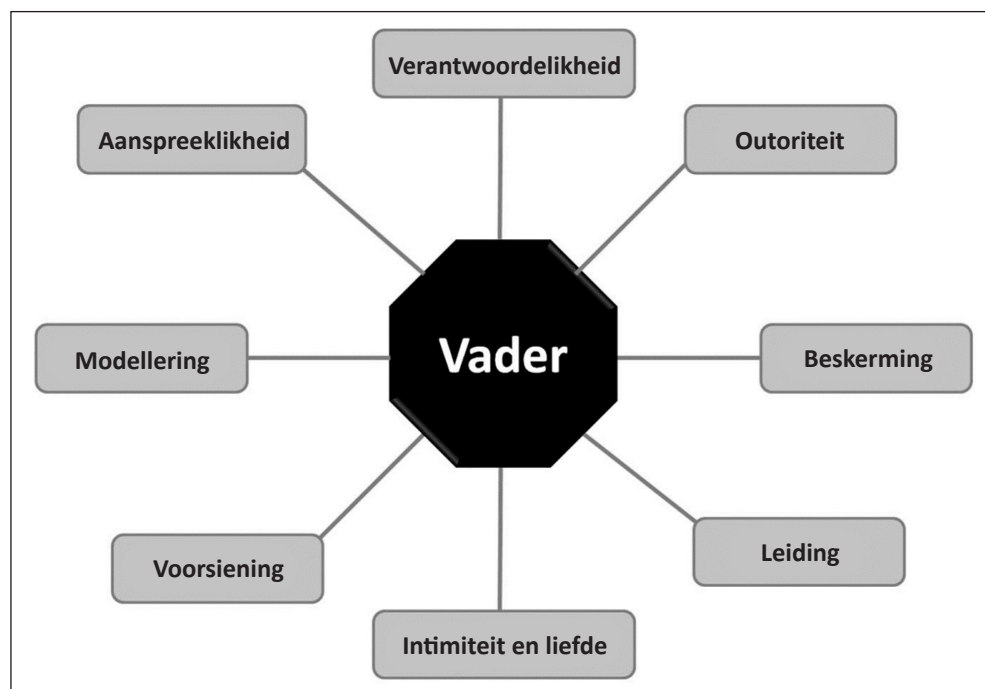 Verantwoordelikheid
Aanspreeklikheid
Outoriteit
Modellering
Vader
Beskerming
Voorsiening
Leiding
Intimiteit en liefde